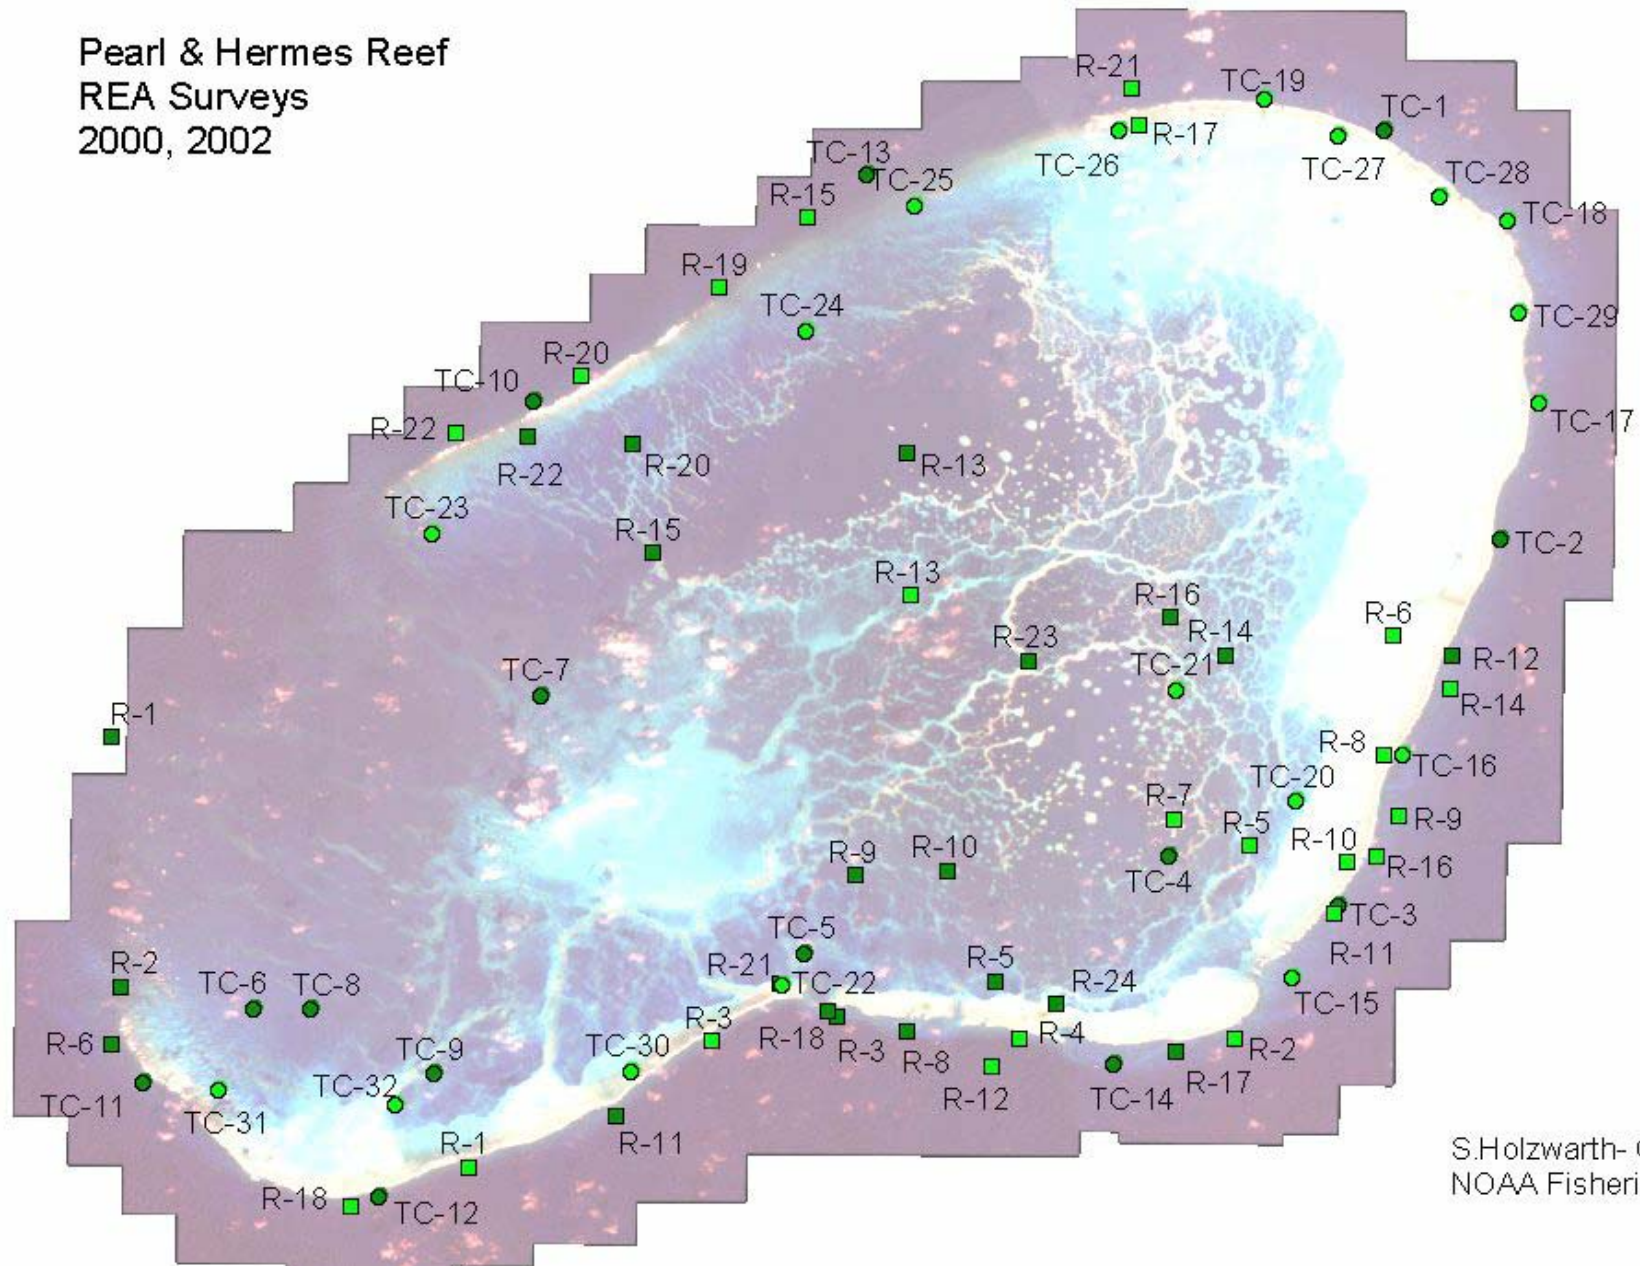 Pearl & Hermes Reef
REA Surveys
2000, 2002
R-21
TC-19
TC-1
R-17
TC-13
TC-26
TC-27
TC-28
TC-25
R-15
TC-18
R-19
TC-24
TC-29
R-20
TC-10
TC-17
R-22
R-22
R-20
R-13
TC-23
R-15
TC-2
R-13
R-16
R-6
R-14
R-23
TC-21
R-12
TC-7
R-14
R-1
R-8
TC-16
TC-20
R-7
R-9
R-5
R-10
R-9
R-10
R-16
TC-4
TC-3
TC-5
R-11
R-2
TC-6
TC-8
R-21
TC-22
R-5
R-24
TC-15
R-3
R-18
R-3
R-8
R-4
R-2
R-6
TC-9
TC-30
R-17
TC-32
R-12
TC-14
TC-11
TC-31
R-1
R-11
R-18
TC-12
S.Holzwarth-
NOAA